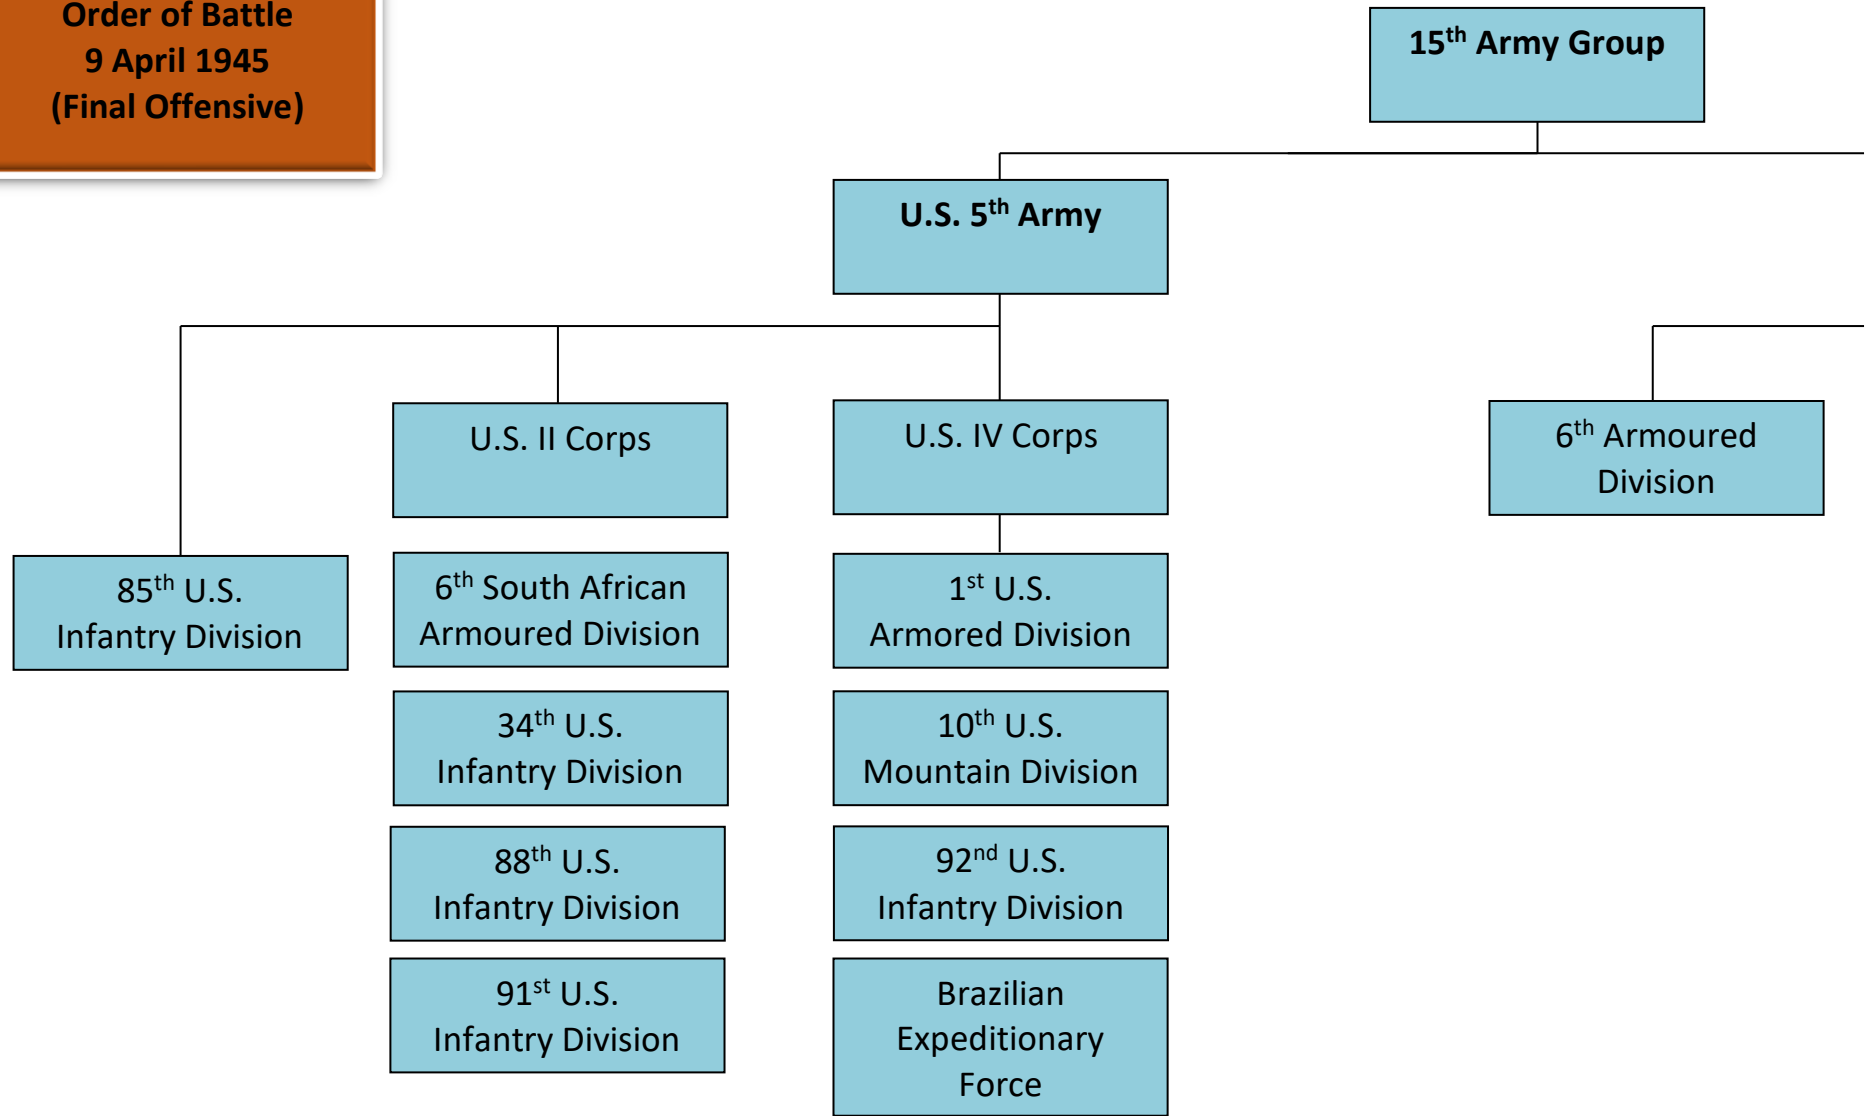 Order of Battle
9 April 1945
(Final Offensive)
15th Army Group
U.S. 5th Army
U.S. II Corps
U.S. IV Corps
6th Armoured
Division
85th U.S.
Infantry Division
6th South African
Armoured Division
1st U.S.
Armored Division
34th U.S.
Infantry Division
10th U.S.
Mountain Division
88th U.S.
Infantry Division
92nd U.S.
Infantry Division
91st U.S.
Infantry Division
Brazilian
Expeditionary
Force